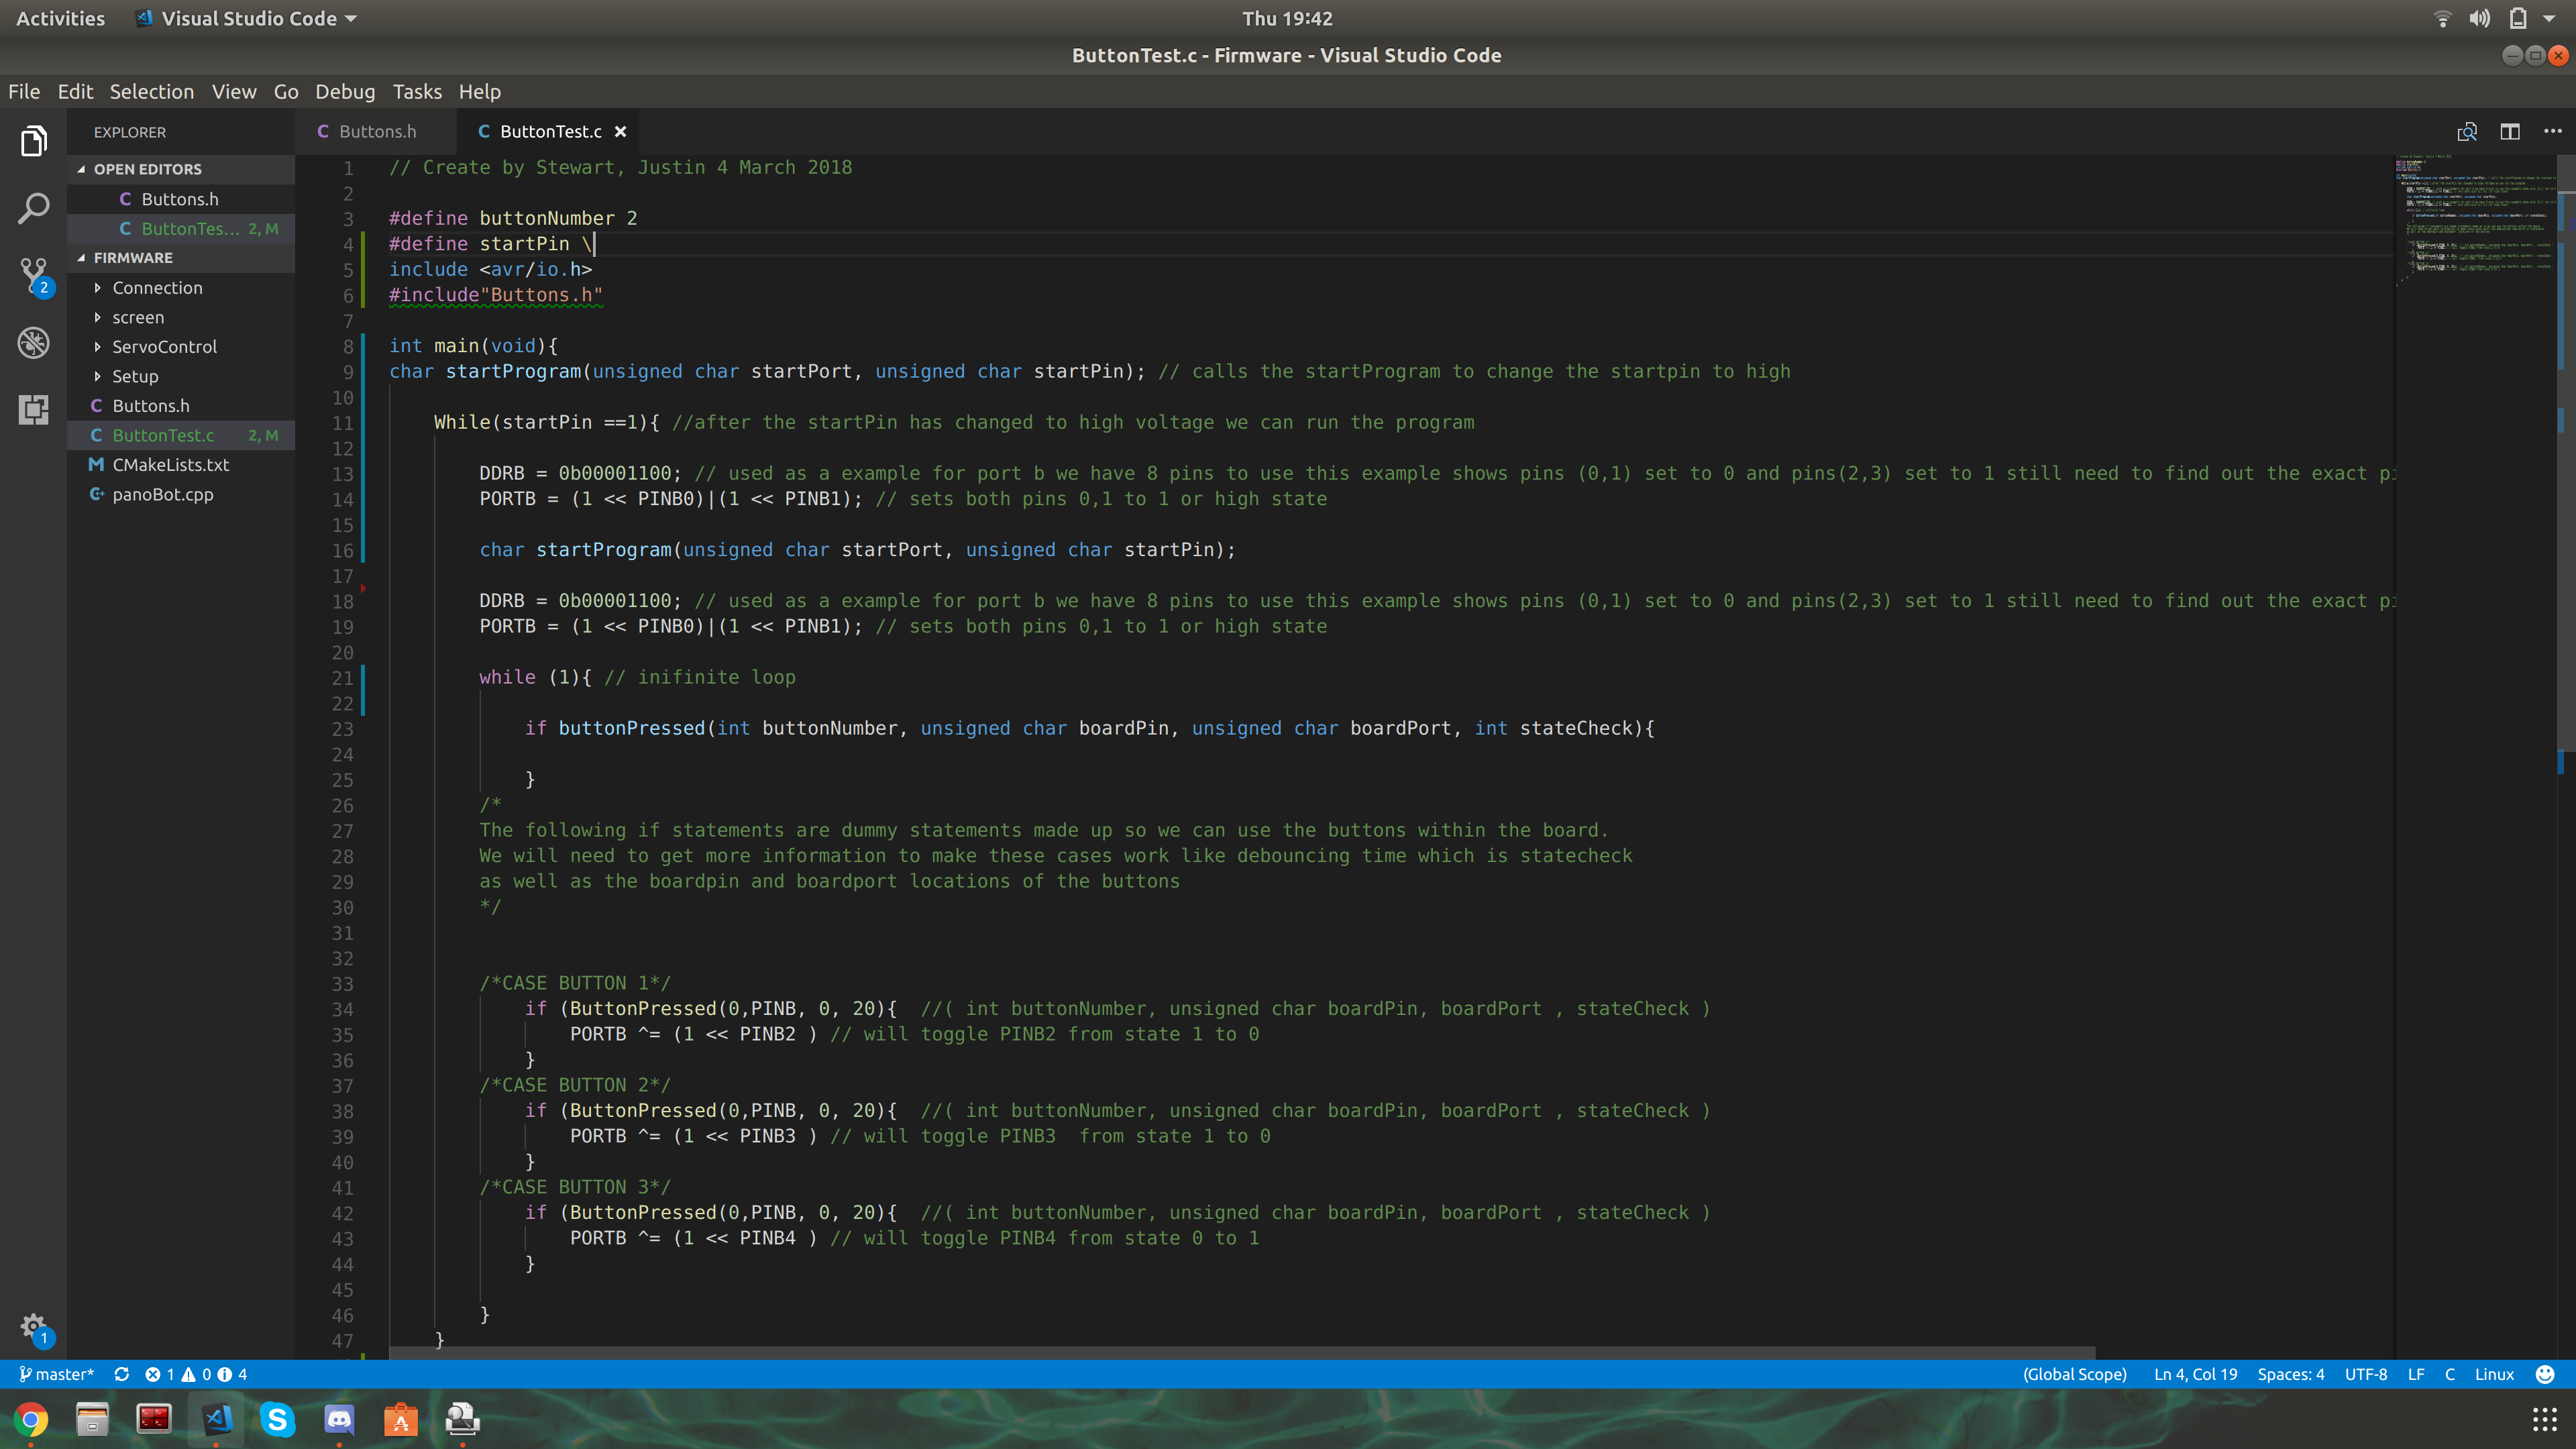 Activities
Visual Studio Code
Thu 19:42
ButtonTest.c - Firmware - Visual Studio Code
File Edit Selection View Go Debug Tasks Help
EXPLORER
OPEN EDITORS
C Buttons.h
C ButtonTes... 2, M
FIRMWARE
Connection
screen
ServoControl
Setup
C Buttons.h
C ButtonTest.c 2, M
M CMakeLists.txt
panoBot.cpp
2
1
C Buttons.h
C ButtonTest.c ×
1 // Create by Stewart, Justin 4 March 2018
2
3 #define buttonNumber 2
4 #define startPin \
5 include <avr/io.h>
6 #include"Buttons.h"
7
8 int main(void){
9 char startProgram(unsigned char startPort, unsigned char startPin); // calls the startProgram to change the startpin to high
10
11 While(startPin ==1){ //after the startPin has changed to high voltage we can run the program
12
13 DDRB = 0b00001100; // used as a example for port b we have 8 pins to use this example shows pins (0,1) set to 0 and pins(2,3) set to 1 still need to find out the exact pi
14 PORTB = (1 << PINB0)|(1 << PINB1); // sets both pins 0,1 to 1 or high state
15
16 char startProgram(unsigned char startPort, unsigned char startPin);
17
18 DDRB = 0b00001100; // used as a example for port b we have 8 pins to use this example shows pins (0,1) set to 0 and pins(2,3) set to 1 still need to find out the exact pi
19 PORTB = (1 << PINB0)|(1 << PINB1); // sets both pins 0,1 to 1 or high state
20
21 while (1){ // inifinite loop
22
23 if buttonPressed(int buttonNumber, unsigned char boardPin, unsigned char boardPort, int stateCheck){
24
25 }
26 /*
27 The following if statements are dummy statements made up so we can use the buttons within the board.
28 We will need to get more information to make these cases work like debouncing time which is statecheck
29 as well as the boardpin and boardport locations of the buttons
30 */
31
32
33 /*CASE BUTTON 1*/
34 if (ButtonPressed(0,PINB, 0, 20){ //( int buttonNumber, unsigned char boardPin, boardPort , stateCheck )
35 PORTB ^= (1 << PINB2 ) // will toggle PINB2 from state 1 to 0
36 }
37 /*CASE BUTTON 2*/
38 if (ButtonPressed(0,PINB, 0, 20){ //( int buttonNumber, unsigned char boardPin, boardPort , stateCheck )
39 PORTB ^= (1 << PINB3 ) // will toggle PINB3  from state 1 to 0
40 }
41 /*CASE BUTTON 3*/
42 if (ButtonPressed(0,PINB, 0, 20){ //( int buttonNumber, unsigned char boardPin, boardPort , stateCheck )
43 PORTB ^= (1 << PINB4 ) // will toggle PINB4 from state 0 to 1
44 }
45
46 }
47 }
master* 1 0 4
(Global Scope) Ln 4, Col 19 Spaces: 4 UTF-8 LF C Linux